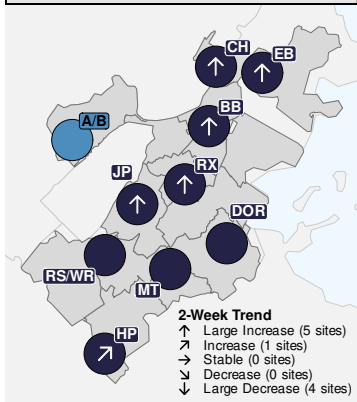 CH
EB
BB
A/B
RX
JP
DOR
RS/WR
MT
HP
2-Week Trend
↑ Large Increase (5 sites)
↗ Increase (1 sites)
→ Stable (0 sites)
↘ Decrease (0 sites)
↓ Large Decrease (4 sites)